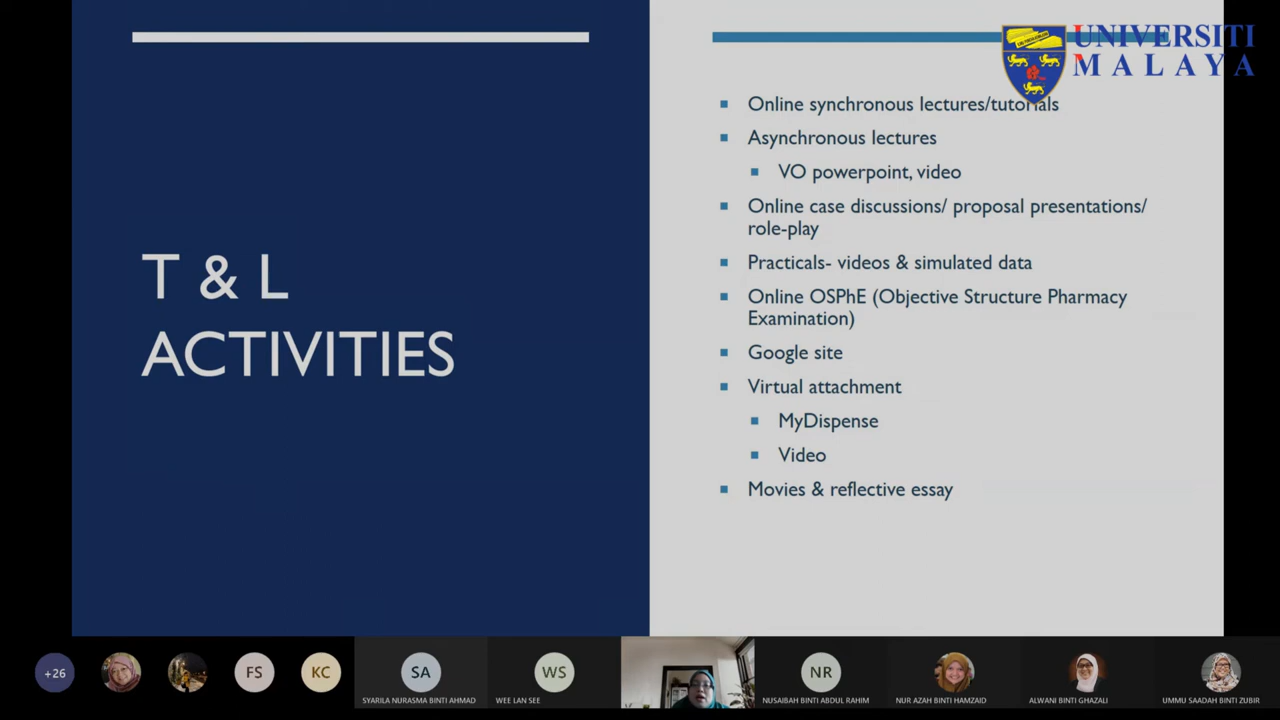 UNIVERSITI
MALAYA
T & L
ACTIVITIES
Online synchronous lectures/tutorials
Asynchronous lectures
VO powerpoint, video
Online case discussions/ proposal presentations/
role-play
Practicals- videos & simulated data
Online OSPhE (Objective Structure Pharmacy
Examination)
Google site
Virtual attachment
MyDispense
Video
Movies & reflective essay
+26
FS
KC
SA
SYARILA NURASMA BINTI AHMAD
WS
WEE LAN SEE
NR
NUSAIBAH BINTI ABDUL RAHIM
NUR AZAH BINTI HAMZAID
ALWANI BINTI GHAZALI
UMMU SAADAH BINTI ZUBIR